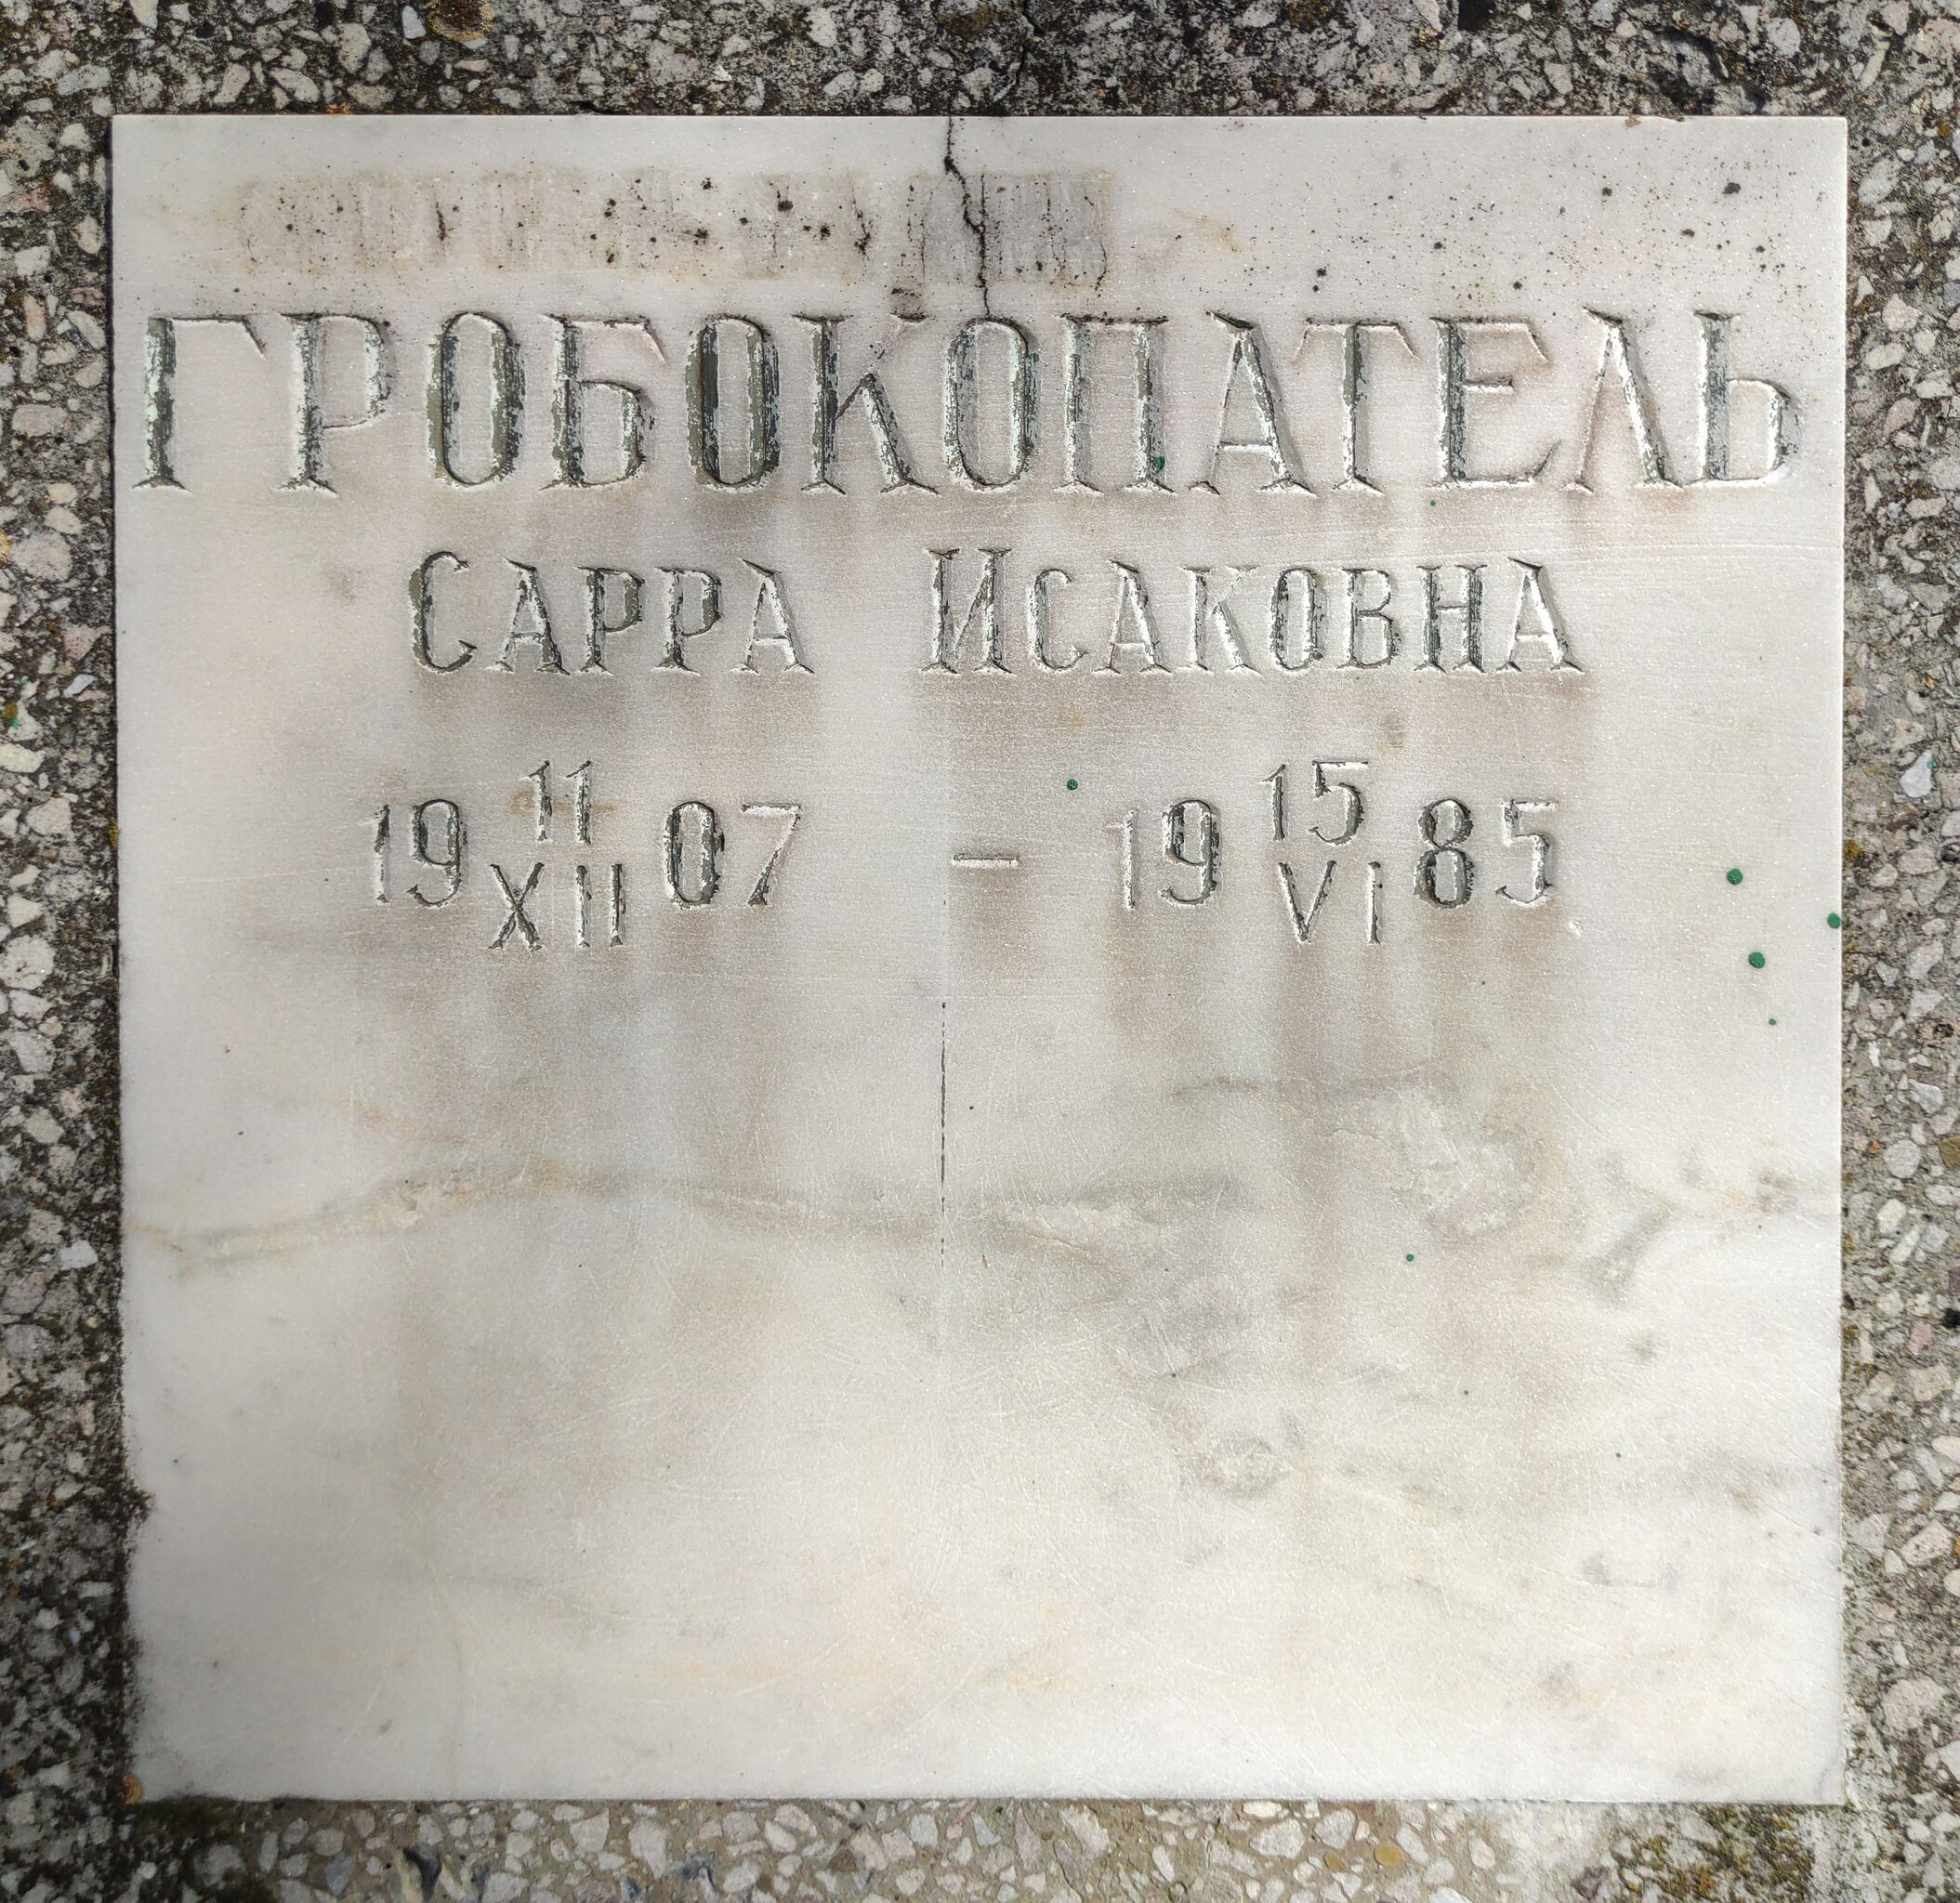 ГРОБОКОПАТЕЛЬ
САРРА ИСАКОВНА
19 11/XII 07 – 19 15/VI 85